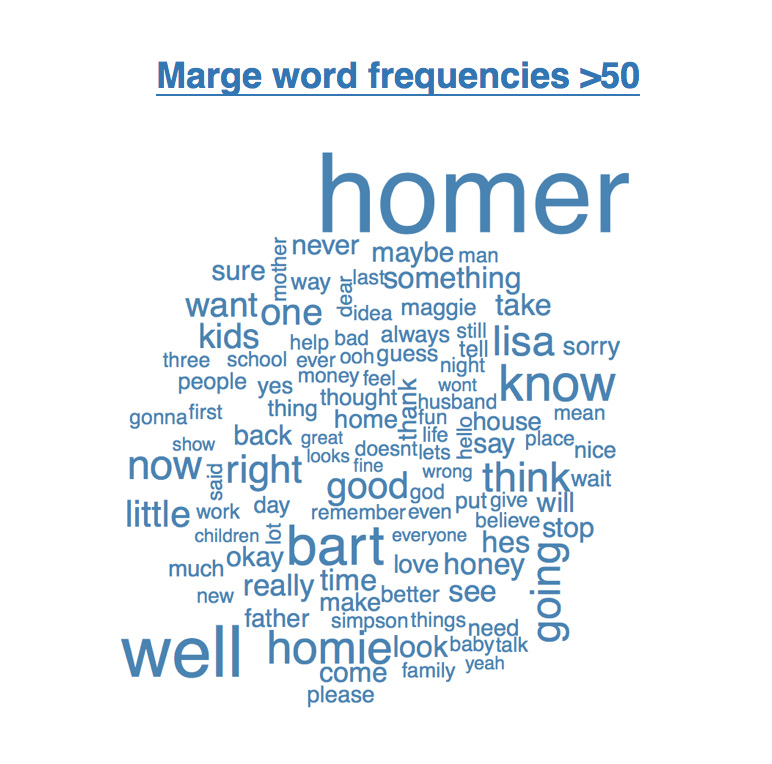 Marge word frequencies >50
homer
mother never maybe man
sure way dear last something
want one idea maggie take
kids help bad always still lisa sorry
three school ever ooh guess tell night
people yes money feel wont know
gonna first thing thought thank husband mean
home fun hello house
show back great life say place nice
looks doesnt lets
now said right fine wrong think wait
little work day good god put give will
remember even believe stop
children lot bart everyone hes
much okay love honey going
new really time better see
make
father simpson things need
well homie look baby talk
come family yeah
please